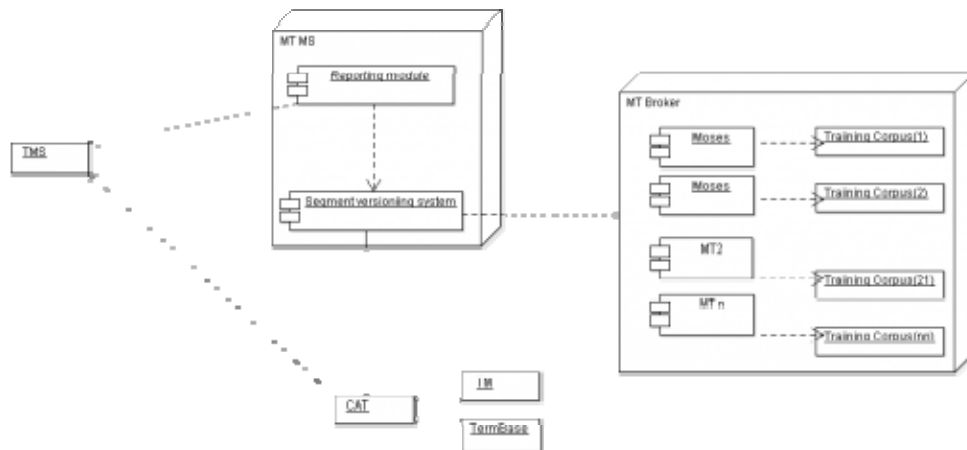 MT MS
Reporting module
Segment versioning system
TMS
MT Broker
Moses
Training Corpus(1)
Moses
Training Corpus(2)
MT2
Training Corpus(21)
MT n
Training Corpus(nn)
CAT
TM
TermBase